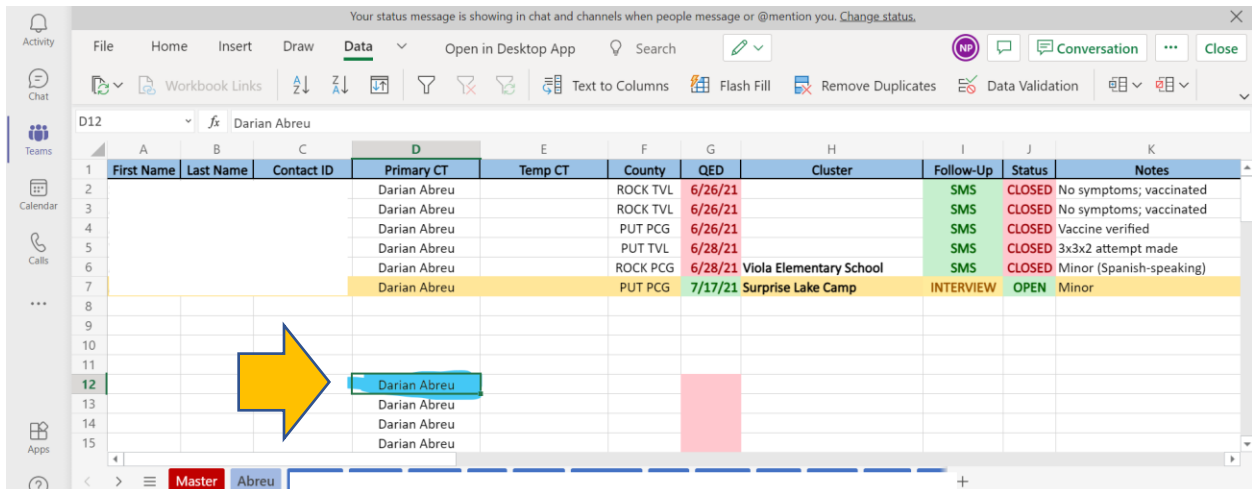 Your status message is showing in chat and channels when people message or @mention you. Change status.
Activity
Chat
Teams
Calendar
Calls
Apps
File Home Insert Draw Data Open in Desktop App Search NP Conversation Close
Workbook Links Text to Columns Flash Fill Remove Duplicates Data Validation
D12 fx Darian Abreu
A B C D E F G H I J K
1 First Name Last Name Contact ID Primary CT Temp CT County QED Cluster Follow-Up Status Notes
2 Darian Abreu ROCK TVL 6/26/21 SMS CLOSED No symptoms; vaccinated
3 Darian Abreu ROCK TVL 6/26/21 SMS CLOSED No symptoms; vaccinated
4 Darian Abreu PUT PCG 6/26/21 SMS CLOSED Vaccine verified
5 Darian Abreu PUT TVL 6/28/21 SMS CLOSED 3x3x2 attempt made
6 Darian Abreu ROCK PCG 6/28/21 Viola Elementary School SMS CLOSED Minor (Spanish-speaking)
7 Darian Abreu PUT PCG 7/17/21 Surprise Lake Camp INTERVIEW OPEN Minor
8
9
10
11
12 Darian Abreu
13 Darian Abreu
14 Darian Abreu
15 Darian Abreu
Master Abreu